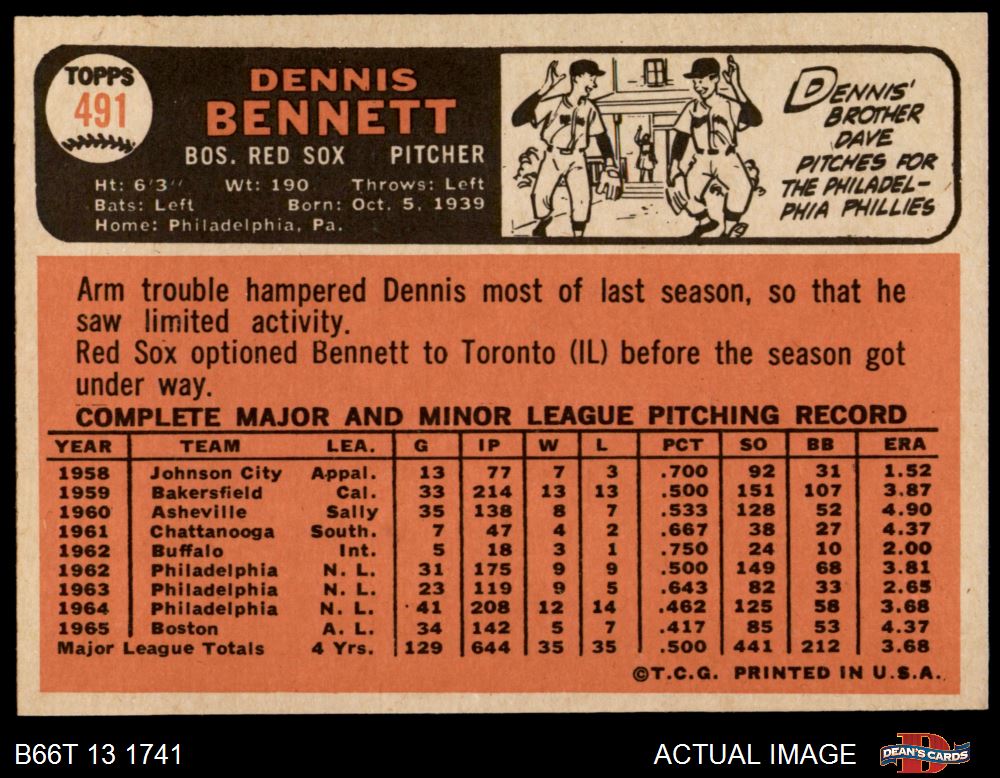 TOPPS
491
DENNIS
BENNETT
BOS. RED SOX PITCHER
Ht: 6'3" Wt: 190 Throws: Left
Bats: Left Born: Oct. 5, 1939
Home: Philadelphia, Pa.
DENNIS'
BROTHER
DAVE
PITCHES FOR
THE PHILADEL-
PHIA PHILLIES
Arm trouble hampered Dennis most of last season, so that he
saw limited activity.
Red Sox optioned Bennett to Toronto (IL) before the season got
under way.
COMPLETE MAJOR AND MINOR LEAGUE PITCHING RECORD
YEAR TEAM LEA. G IP W L PCT SO BB ERA
1958 Johnson City Appal. 13 77 7 3 .700 92 31 1.52
1959 Bakersfield Cal. 33 214 13 13 .500 151 107 3.87
1960 Asheville Sally 35 138 8 7 .533 128 52 4.90
1961 Chattanooga South. 7 47 4 2 .667 38 27 4.37
1962 Buffalo Int. 5 18 3 1 .750 24 10 2.00
1962 Philadelphia N. L. 31 175 9 9 .500 149 68 3.81
1963 Philadelphia N. L. 23 119 9 5 .643 82 33 2.65
1964 Philadelphia N. L. 41 208 12 14 .462 125 58 3.68
1965 Boston A. L. 34 142 5 7 .417 85 53 4.37
Major League Totals 4 Yrs. 129 644 35 35 .500 441 212 3.68
©T.C.G. PRINTED IN U.S.A.
B66T 13 1741
ACTUAL IMAGE
DEAN'S CARDS